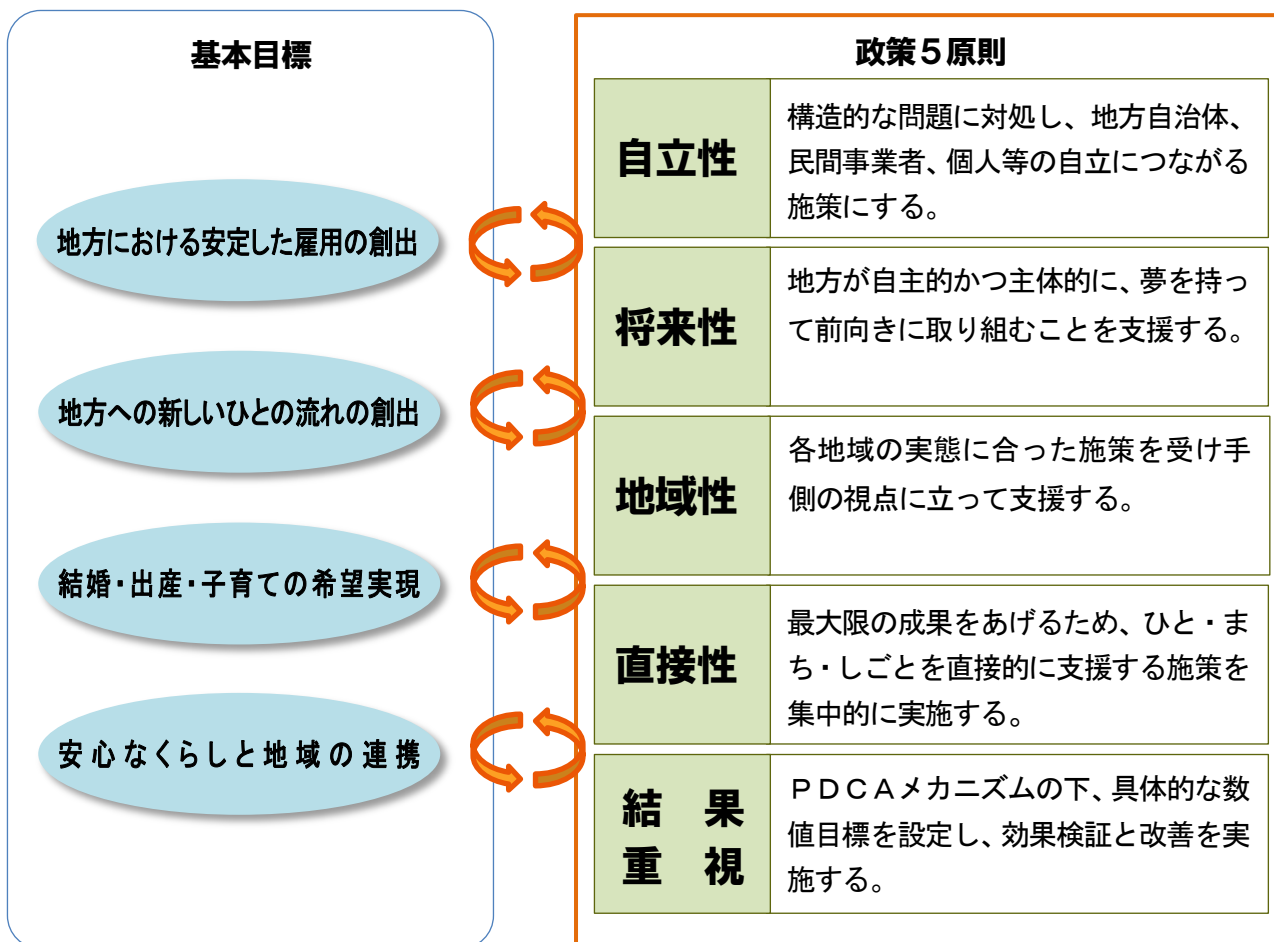 基本目標
地方における安定した雇用の創出
地方への新しいひとの流れの創出
結婚・出産・子育ての希望実現
安心なくらしと地域の連携
政策５原則
自立性
構造的な問題に対処し、地方自治体、
民間事業者、個人等の自立につながる
施策にする。
将来性
地方が自主的かつ主体的に、夢を持っ
て前向きに取り組むことを支援する。
地域性
各地域の実態に合った施策を受け手
側の視点に立って支援する。
直接性
最大限の成果をあげるため、ひと・ま
ち・しごとを直接的に支援する施策を
集中的に実施する。
結　果
重　視
ＰＤＣＡメカニズムの下、具体的な数
値目標を設定し、効果検証と改善を実
施する。